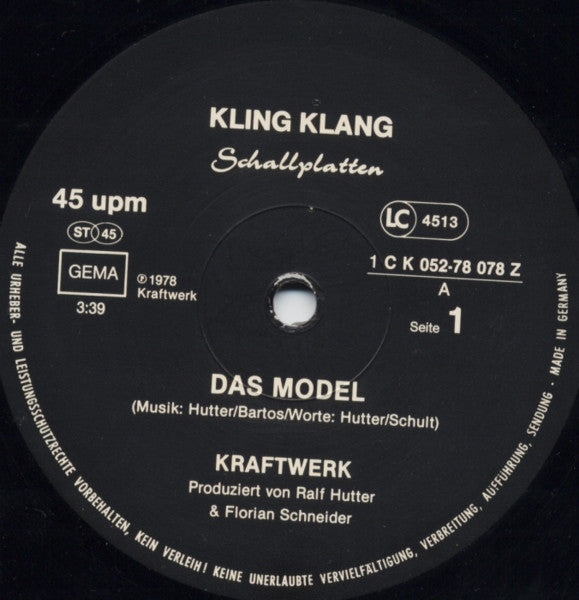 KLING KLANG
Schallplatten
45 upm
ST 45
GEMA
3:39
℗ 1978
Kraftwerk
LC 4513
1 C K 052-78 078 Z
A
Seite 1
DAS MODEL
(Musik: Hutter/Bartos/Worte: Hutter/Schult)
KRAFTWERK
Produziert von Ralf Hutter
& Florian Schneider
ALLE URHEBER- UND LEISTUNGSSCHUTZRECHTE VORBEHALTEN, KEIN VERLEIH! KEINE UNERLAUBTE VERVIELFÄLTIGUNG, VERBREITUNG, AUFFÜHRUNG, SENDUNG · MADE IN GERMANY